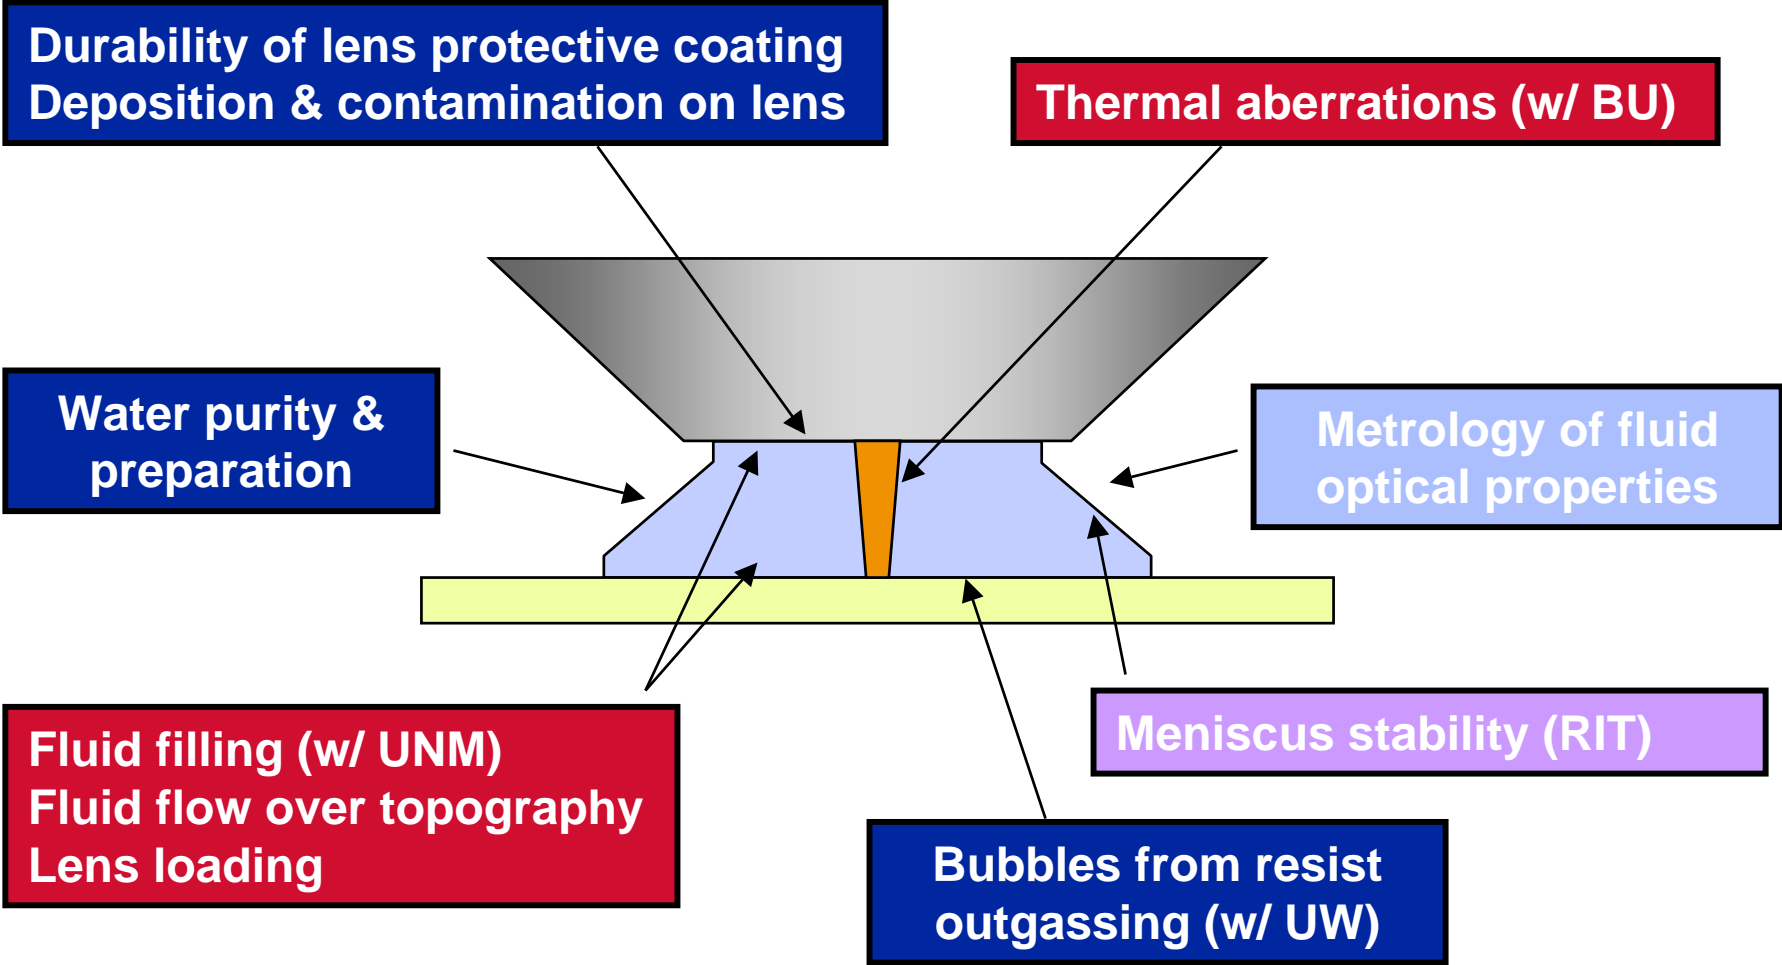 Durability of lens protective coating
Deposition & contamination on lens
Thermal aberrations (w/ BU)
Water purity &
preparation
Metrology of fluid
optical properties
Fluid filling (w/ UNM)
Fluid flow over topography
Lens loading
Meniscus stability (RIT)
Bubbles from resist
outgassing (w/ UW)